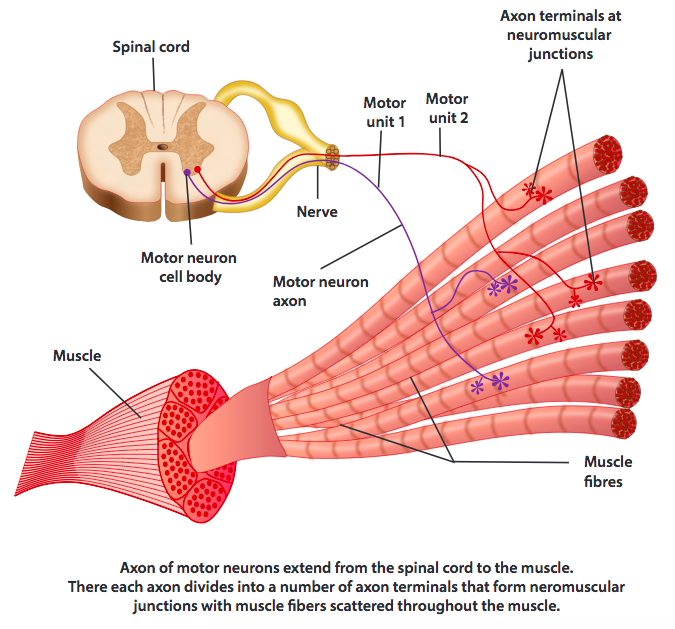 Axon terminals at
neuromuscular
junctions
Spinal cord
Motor
unit 1
Motor
unit 2
Nerve
Motor neuron
cell body
Motor neuron
axon
Muscle
Muscle
fibres
Axon of motor neurons extend from the spinal cord to the muscle.
There each axon divides into a number of axon terminals that form neromuscular
junctions with muscle fibers scattered throughout the muscle.